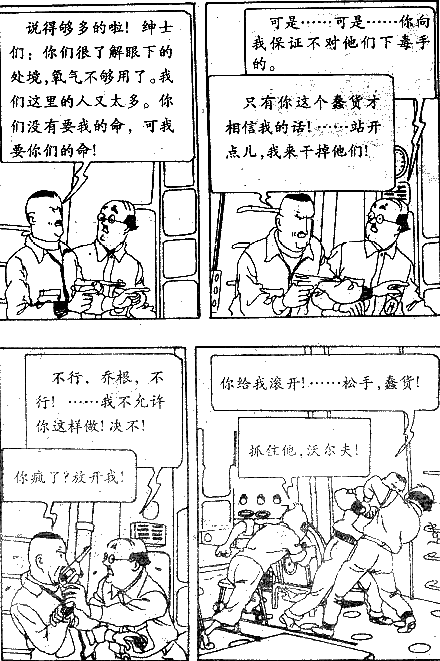 说得够多的啦！绅士
们：你们很了解眼下的
处境，氧气不够用了。我
们这里的人又太多。你
们没有要我的命，可我
要你们的命！
可是……可是……你向
我保证不对他们下毒手
的。
只有你这个蠢货才
相信我的话！……站开
点儿，我来干掉他们！
不行，乔根，不
行！……我不允许
你这样做！决不！
你疯了？放开我！
你给我滚开！……松手，蠢货！
抓住他，沃尔夫！